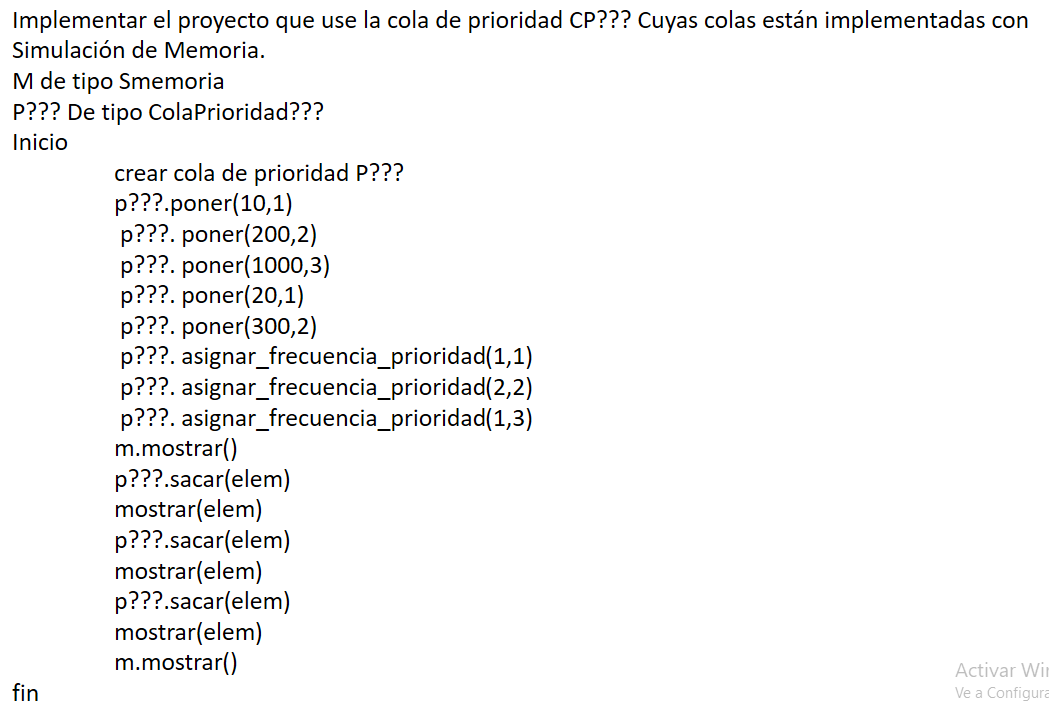 Implementar el proyecto que use la cola de prioridad CP??? Cuyas colas están implementadas con
Simulación de Memoria.
M de tipo Smemoria
P??? De tipo ColaPrioridad???
Inicio
crear cola de prioridad P???
p???.poner(10,1)
p???. poner(200,2)
p???. poner(1000,3)
p???. poner(20,1)
p???. poner(300,2)
p???. asignar_frecuencia_prioridad(1,1)
p???. asignar_frecuencia_prioridad(2,2)
p???. asignar_frecuencia_prioridad(1,3)
m.mostrar()
p???.sacar(elem)
mostrar(elem)
p???.sacar(elem)
mostrar(elem)
p???.sacar(elem)
mostrar(elem)
m.mostrar()
fin
Activar Wi
Ve a Configura